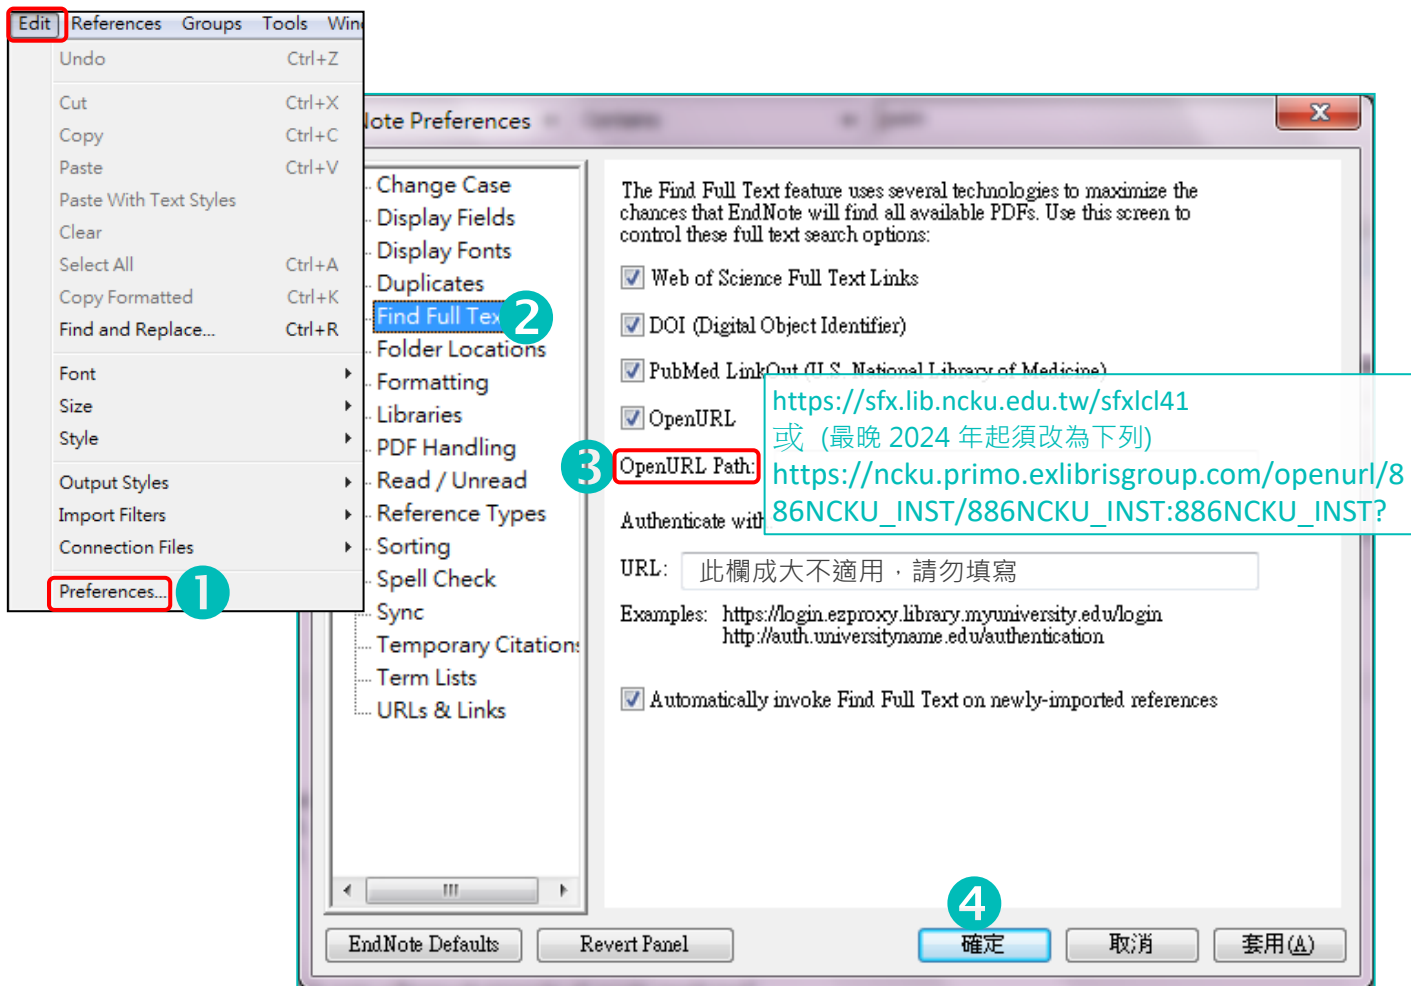 Edit References Groups Tools
Undo Ctrl+Z
Cut Ctrl+X
Copy Ctrl+C
Paste Ctrl+V
Paste With Text Styles
Clear
Select All Ctrl+A
Copy Formatted Ctrl+K
Find and Replace... Ctrl+R
Font
Size
Style
Output Styles
Import Filters
Connection Files
Preferences...
1
Preferences
Change Case
Display Fields
Display Fonts
Duplicates
Find Full
2
Folder Locations
Formatting
Libraries
PDF Handling
Read / Unread
Reference Types
Sorting
Spell Check
Sync
Temporary Citation
Term Lists
URLs & Links
The Find Full Text feature uses several technologies to maximize the
chances that EndNote will find all available PDFs. Use this screen to
control these full text search options:
Web of Science Full Text Links
DOI (Digital Object Identifier)
PubMed LinkOut (U.S. National Library of Medicine)
OpenURL
3
OpenURL Path:
https://sfx.lib.ncku.edu.tw/sfxlcl41
或 (最晚 2024 年起須改為下列)
https://ncku.primo.exlibrisgroup.com/openurl/8
86NCKU_INST/886NCKU_INST:886NCKU_INST?
Authenticate with
URL: 此欄成大不適用，請勿填寫
Examples: https://login.ezproxy.library.myuniversity.edu/login
http://auth.universityname.edu/authentication
Automatically invoke Find Full Text on newly-imported references
4
EndNote Defaults Revert Panel 確定 取消 套用(A)